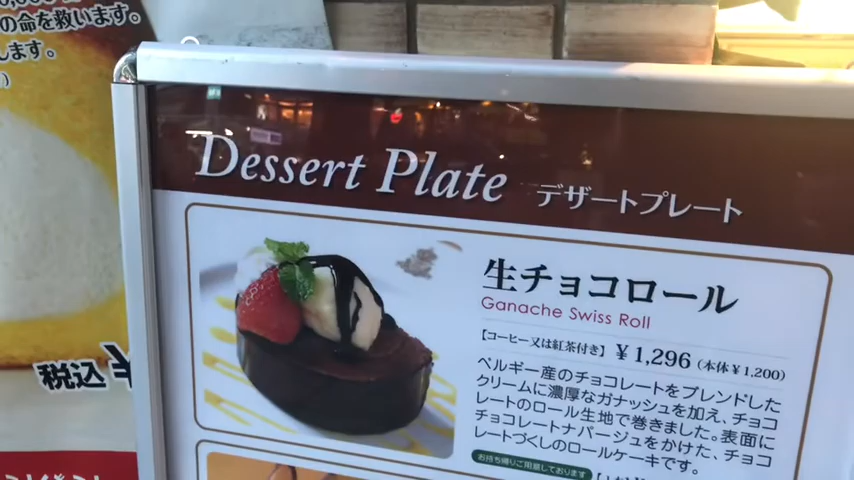 の命を救います。
します。
税込 ¥
Dessert Plate デザートプレート
生チョコロール
Ganache Swiss Roll
【コーヒー又は紅茶付き】 ¥1,296 (本体¥1,200)
ベルギー産のチョコレートをブレンドした
クリームに濃厚なガナッシュを加え、チョコ
レートのロール生地で巻きました。表面に
チョコレートナパージュをかけた、チョコ
レートづくしのロールケーキです。
お持ち帰りご用意しております